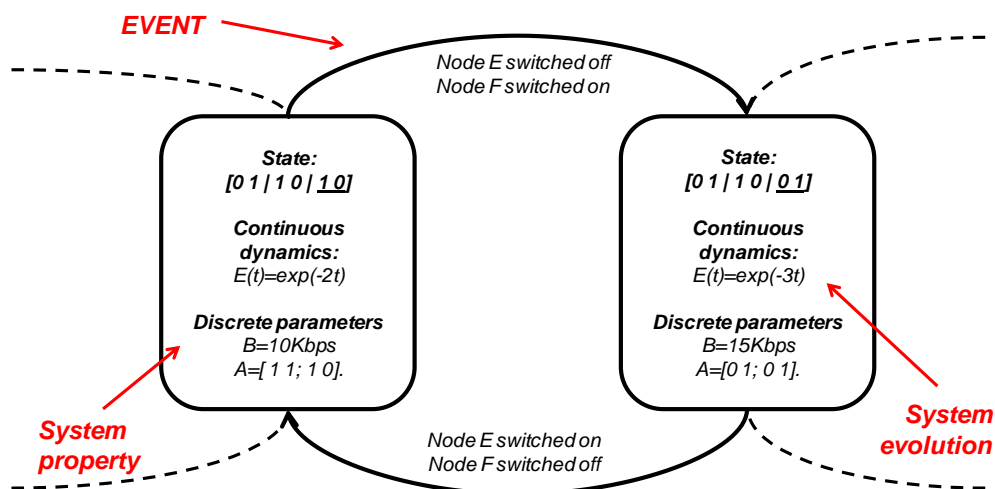 EVENT
Node E switched off
Node F switched on
State:
[0 1 | 1 0 | 1 0]
Continuous
dynamics:
E(t)=exp(-2t)
Discrete parameters
B=10Kbps
A=[ 1 1; 1 0].
State:
[0 1 | 1 0 | 0 1]
Continuous
dynamics:
E(t)=exp(-3t)
Discrete parameters
B=15Kbps
A=[0 1; 0 1].
System
property
Node E switched on
Node F switched off
System
evolution